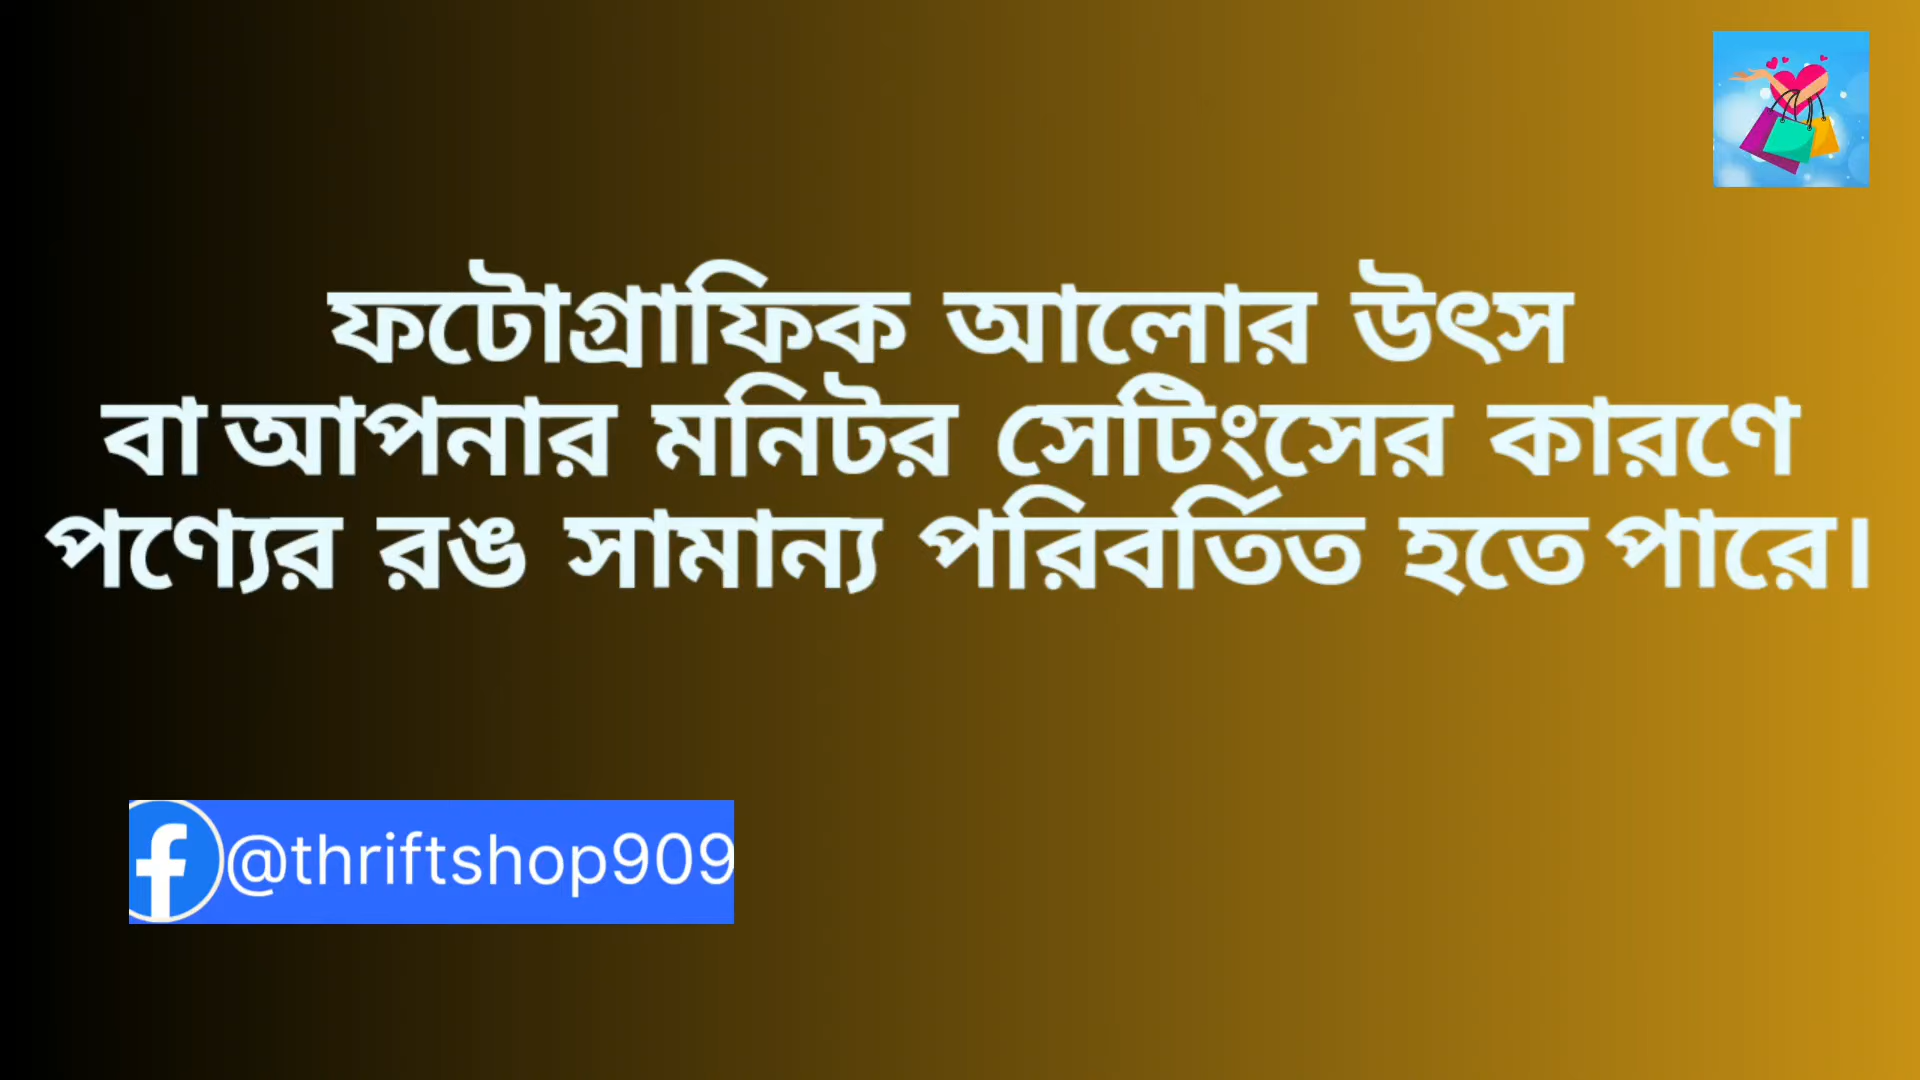 ফটোগ্রাফিক আলোর উৎস
বা আপনার মনিটর সেটিংসের কারণে
পণ্যের রঙ সামান্য পরিবর্তিত হতে পারে।
@thriftshop909